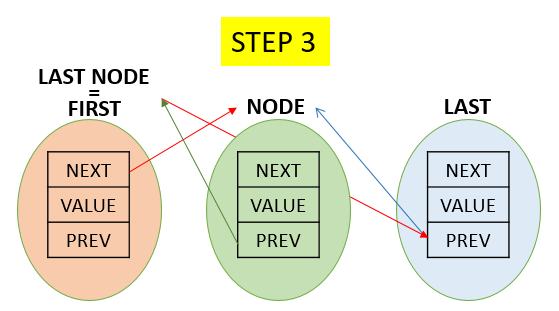 STEP 3
LAST NODE
=
FIRST
NODE
LAST
NEXT
VALUE
PREV
NEXT
VALUE
PREV
NEXT
VALUE
PREV